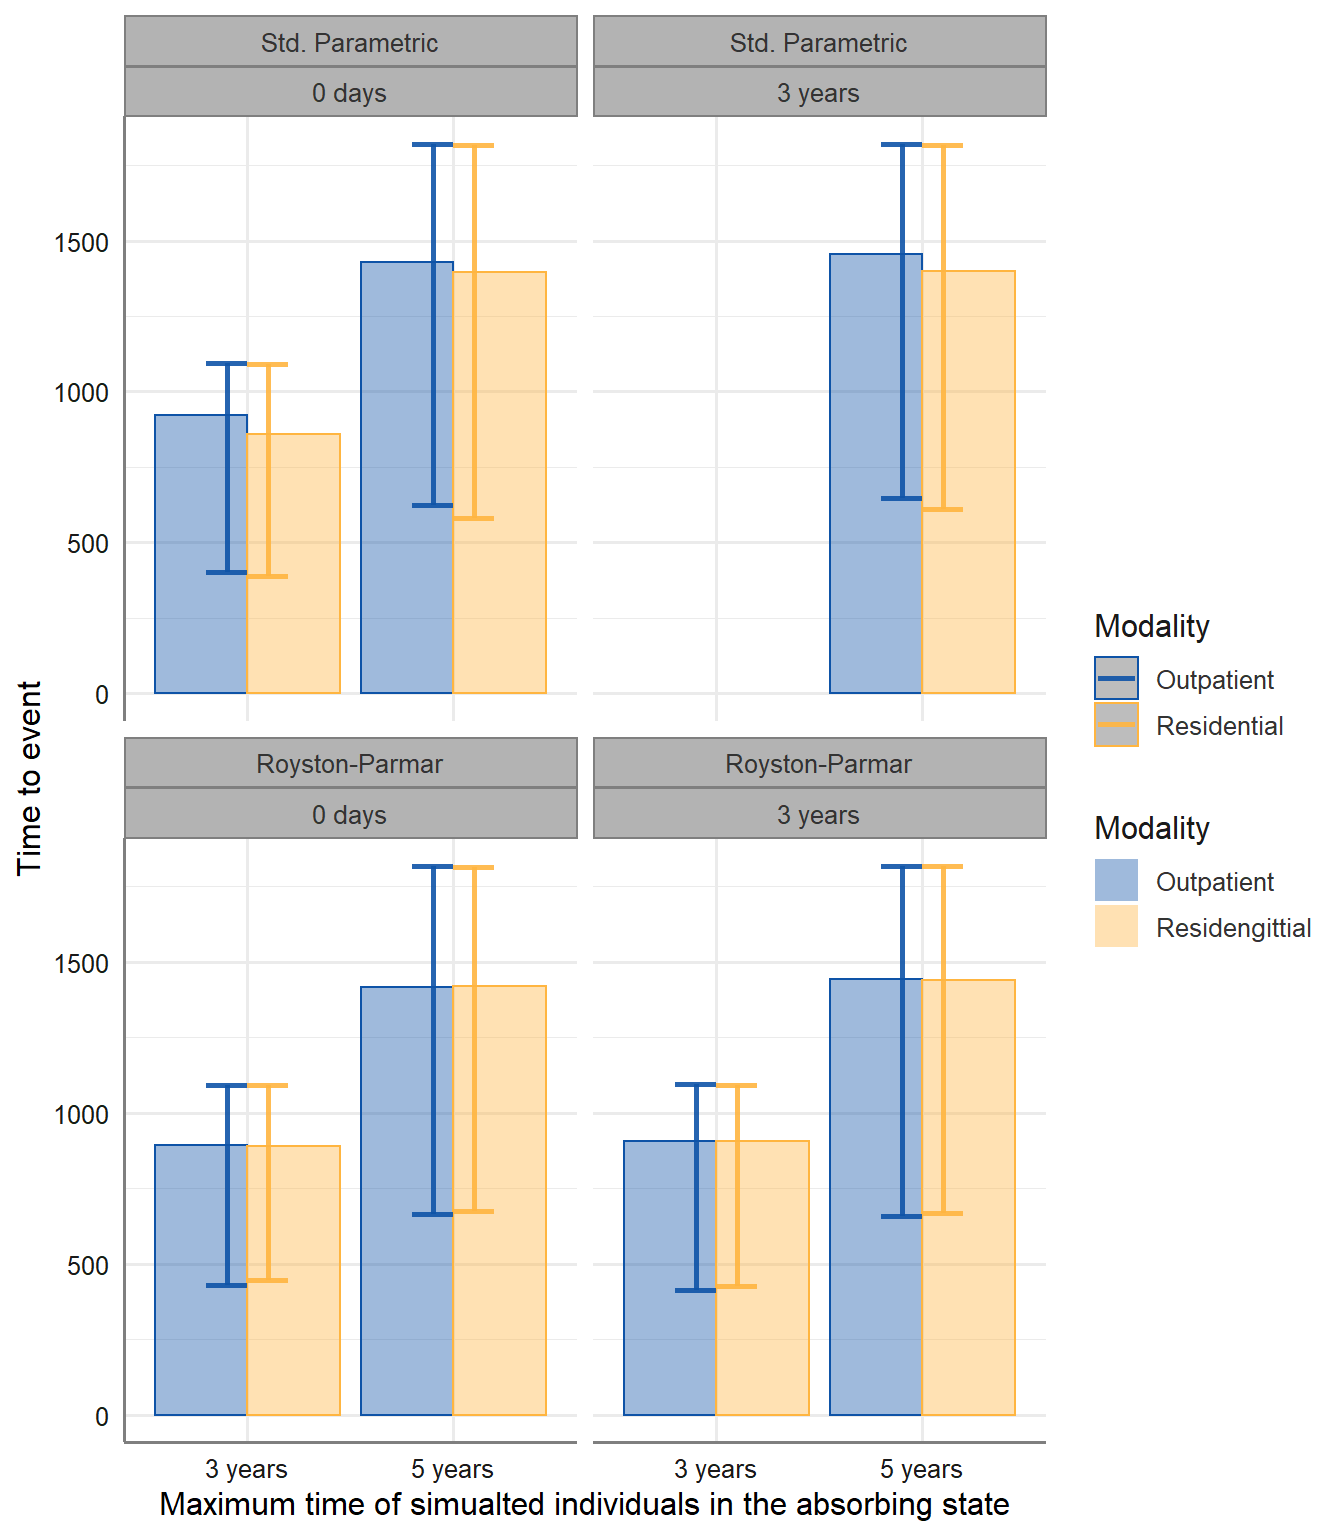 Std. Parametric
Std. Parametric
0 days
3 years
1500
1000
500
0
Time to event
Royston-Parmar
Royston-Parmar
0 days
3 years
1500
1000
500
0
3 years
5 years
3 years
5 years
Maximum time of simualted individuals in the absorbing state
Modality
Outpatient
Residential
Modality
Outpatient
Residengittial